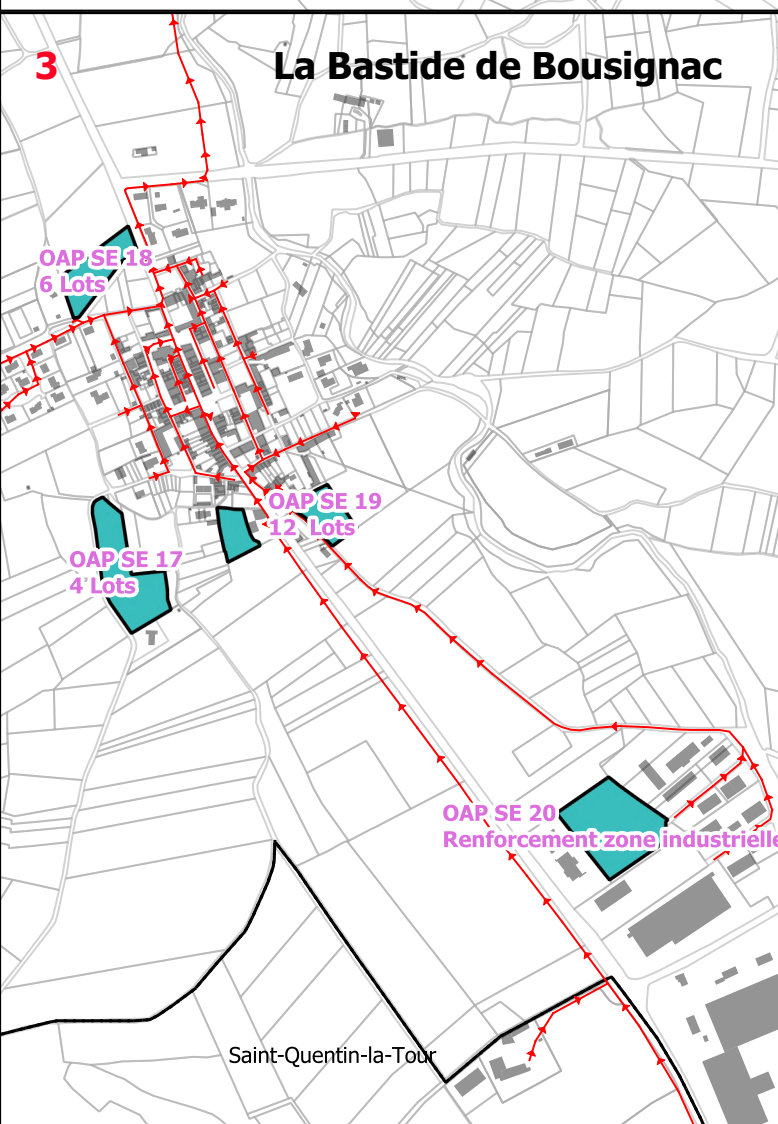 3
La Bastide de Bousignac
OAP SE 18
6 Lots
OAP SE 19
12 Lots
OAP SE 17
4 Lots
OAP SE 20
Renforcement zone industrielle
Saint-Quentin-la-Tour